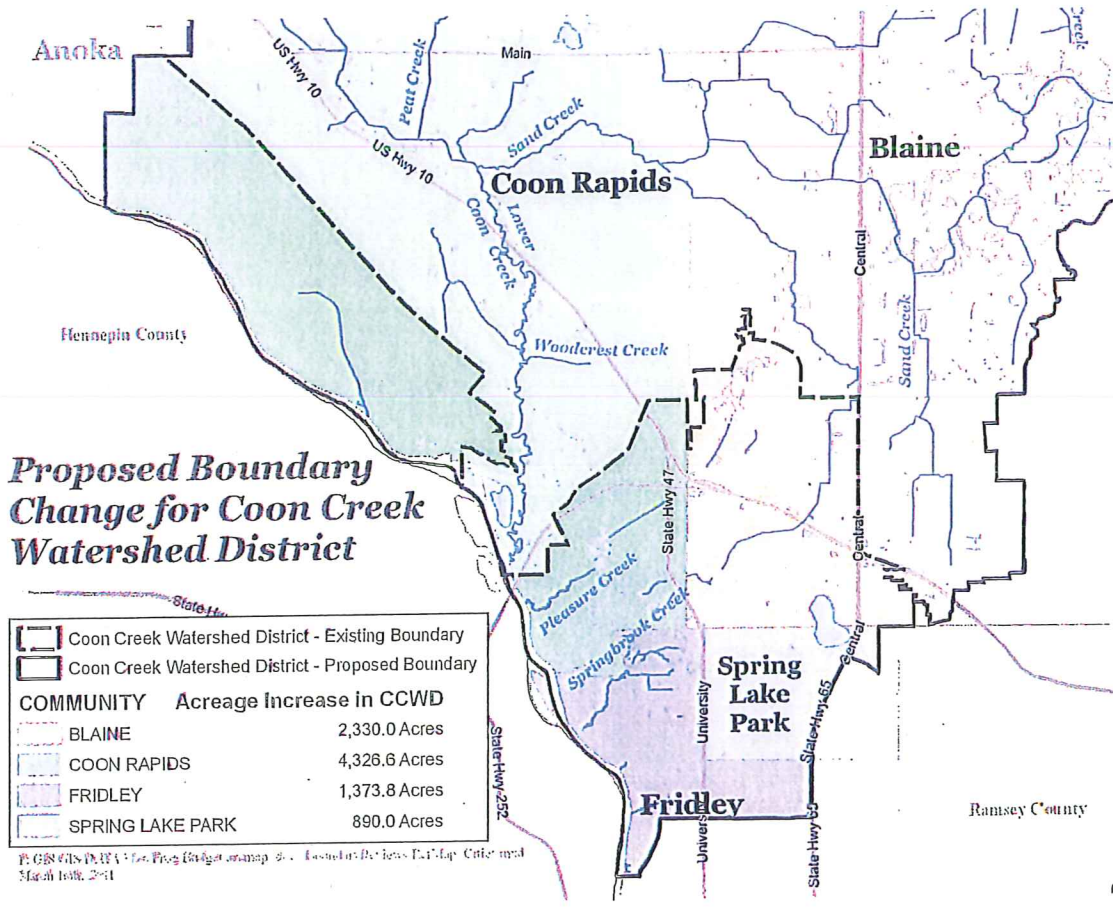 Anoka
US Hwy 10
Peat Creek
Main
Creek
US Hwy 10
Sand Creek
Blaine
Coon Rapids
Lower
Coon Creek
Central
Hennepin County
Woodcrest Creek
Sand Creek
Proposed Boundary
Change for Coon Creek
Watershed District
State Hwy 47
Central
State Hw
Pleasure Creek
Springbrook Creek
Coon Creek Watershed District - Existing Boundary
Coon Creek Watershed District - Proposed Boundary
COMMUNITY Acreage Increase in CCWD
BLAINE 2,330.0 Acres
COON RAPIDS 4,326.6 Acres
FRIDLEY 1,373.8 Acres
SPRING LAKE PARK 890.0 Acres
Spring
Lake
Park
Central
State Hwy 65
University
State Hwy 252
Fridley
Ramsey County
University
State Hwy 65